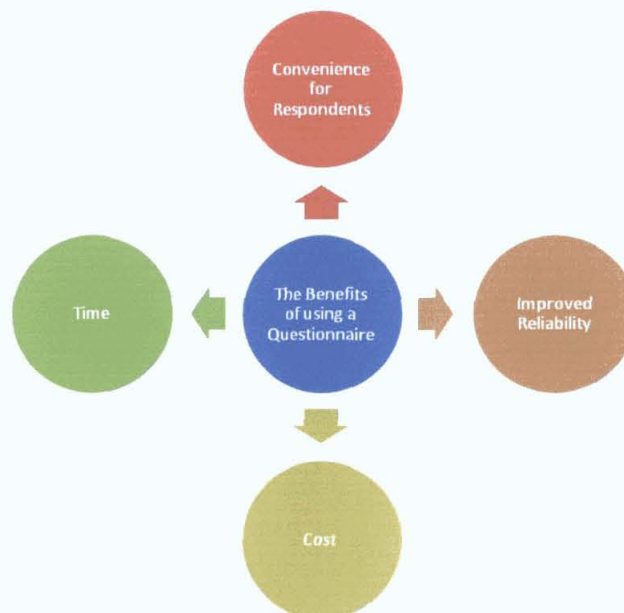 Convenience
for
Respondents
Time
The Benefits
of using a
Questionnaire
Improved
Reliability
Cost